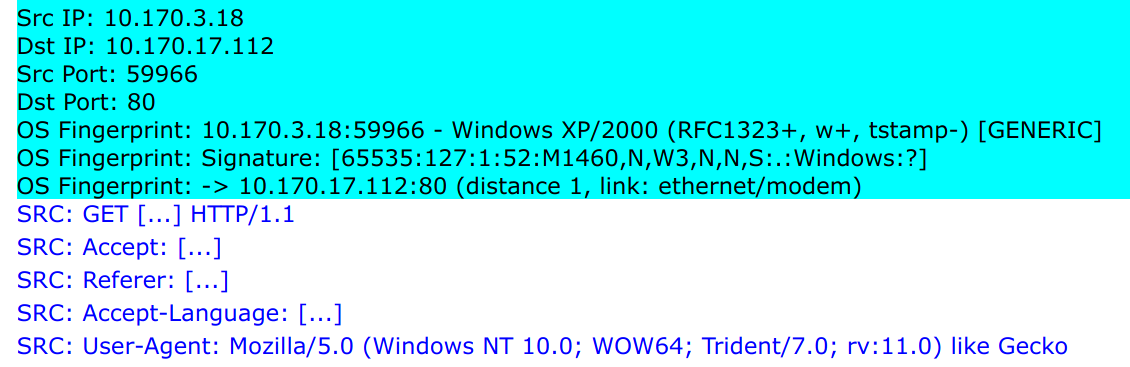 Src IP: 10.170.3.18
Dst IP: 10.170.17.112
Src Port: 59966
Dst Port: 80
OS Fingerprint: 10.170.3.18:59966 - Windows XP/2000 (RFC1323+, w+, tstamp-) [GENERIC]
OS Fingerprint: Signature: [65535:127:1:52:M1460,N,W3,N,N,S:.:Windows:?]
OS Fingerprint: -> 10.170.17.112:80 (distance 1, link: ethernet/modem)
SRC: GET [...] HTTP/1.1
SRC: Accept: [...]
SRC: Referer: [...]
SRC: Accept-Language: [...]
SRC: User-Agent: Mozilla/5.0 (Windows NT 10.0; WOW64; Trident/7.0; rv:11.0) like Gecko